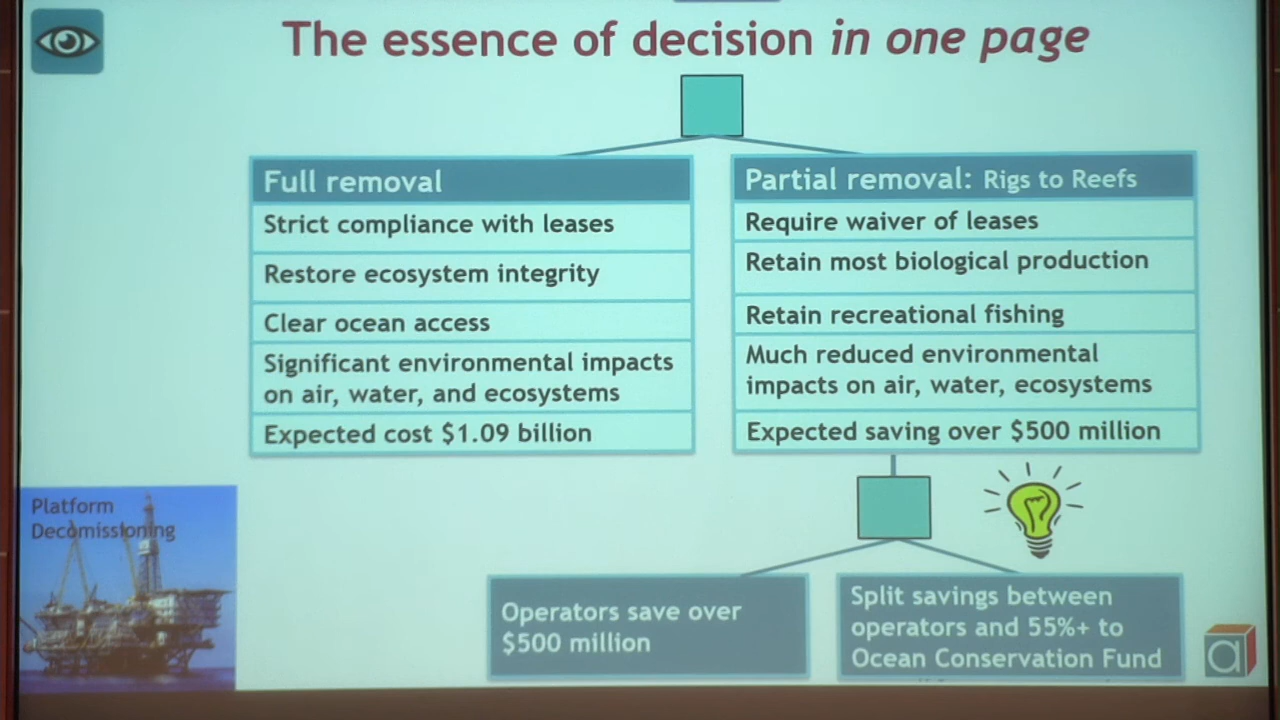 The essence of decision in one page
Full removal
Strict compliance with leases
Restore ecosystem integrity
Clear ocean access
Significant environmental impacts
on air, water, and ecosystems
Expected cost $1.09 billion
Partial removal: Rigs to Reefs
Require waiver of leases
Retain most biological production
Retain recreational fishing
Much reduced environmental
impacts on air, water, ecosystems
Expected saving over $500 million
Platform
Decomissioning
Operators save over
$500 million
Split savings between
operators and 55%+ to
Ocean Conservation Fund
a